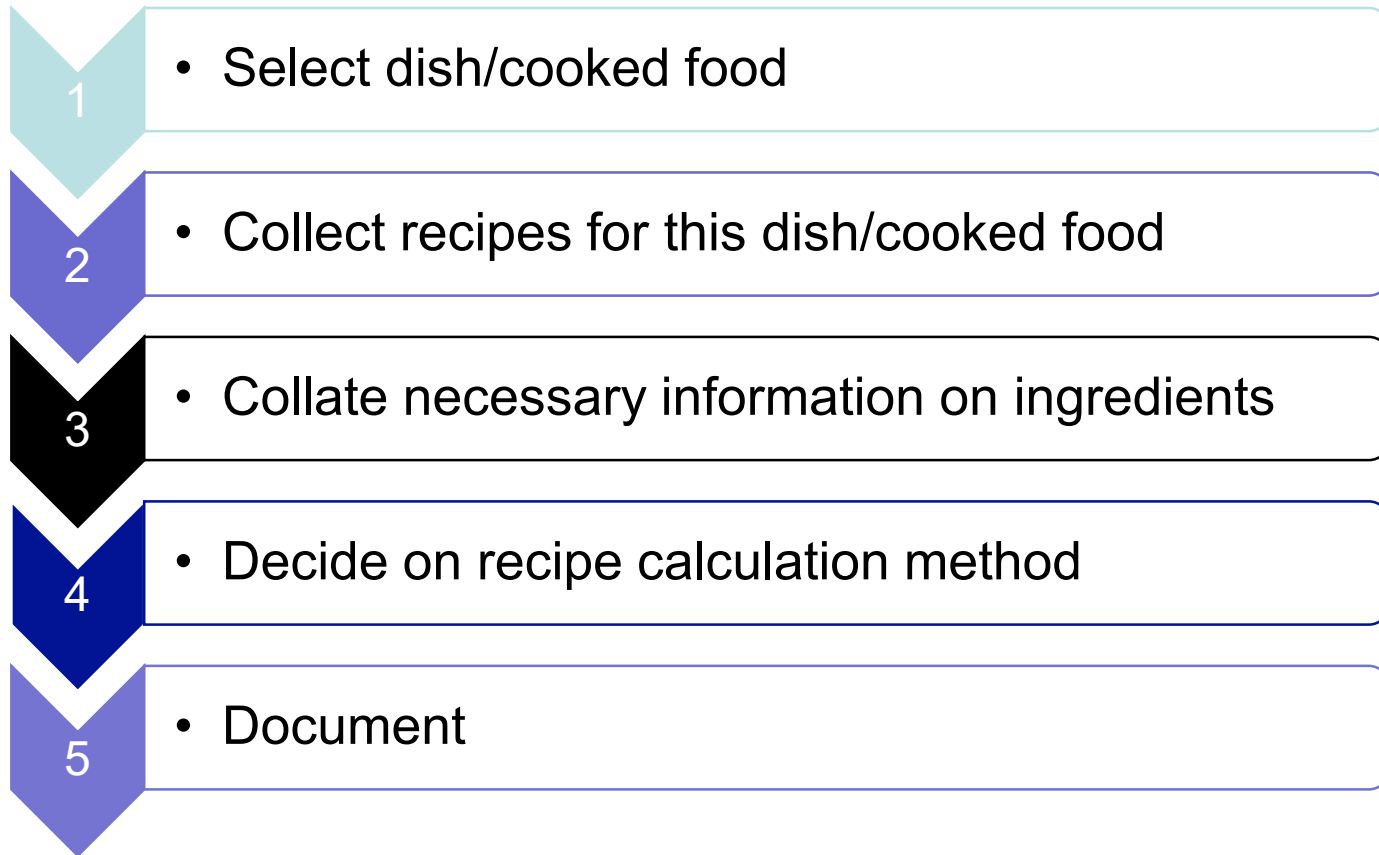 1
• Select dish/cooked food
2
• Collect recipes for this dish/cooked food
3
• Collate necessary information on ingredients
4
• Decide on recipe calculation method
5
• Document